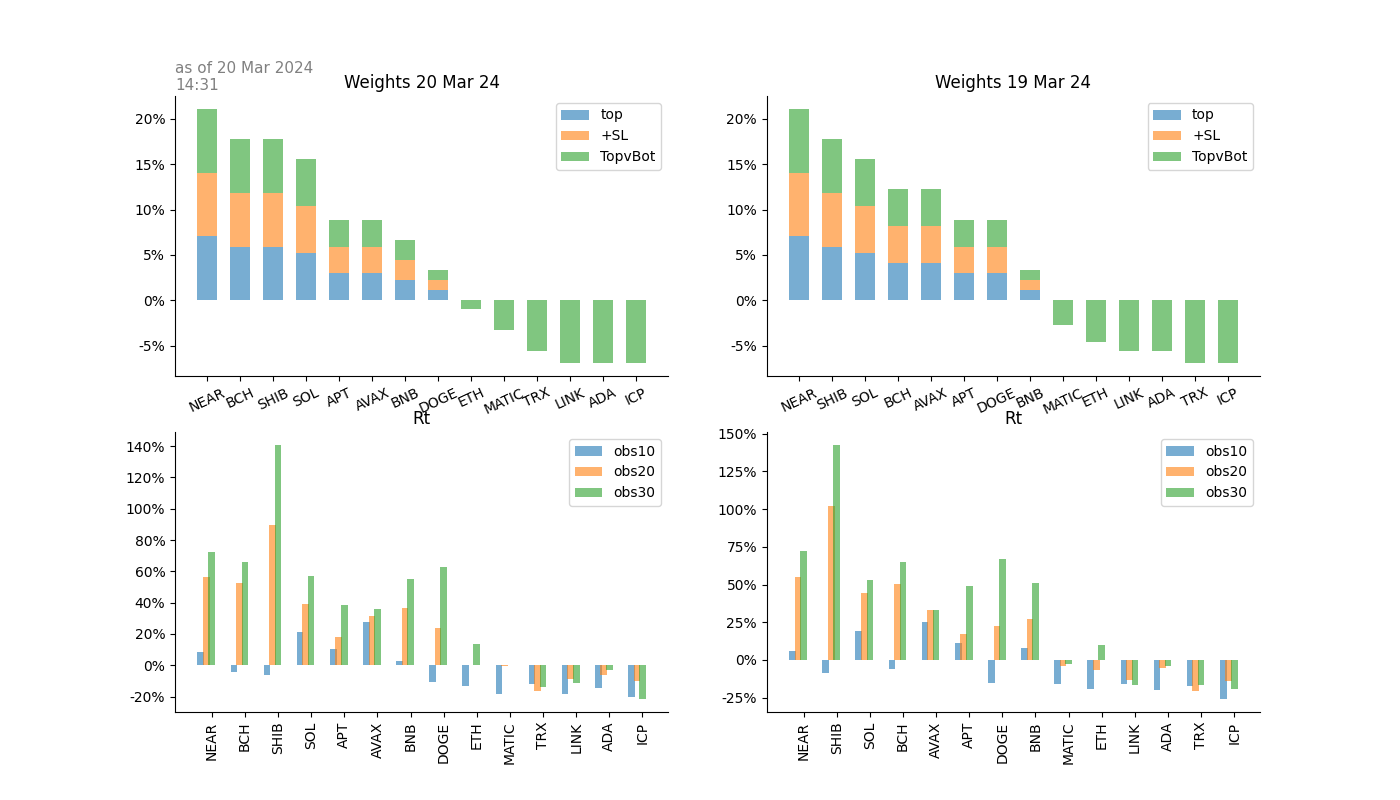 as of 20 Mar 2024
14:31
Weights 20 Mar 24
20%
15%
10%
5%
0%
-5%
top
+SL
TopvBot
NEAR BCH SHIB SOL APT AVAX BNB DOGE ETH MATIC TRX LINK ADA ICP
Weights 19 Mar 24
20%
15%
10%
5%
0%
-5%
top
+SL
TopvBot
NEAR SHIB SOL BCH AVAX APT DOGE BNB MATIC ETH LINK ADA TRX ICP
Rt
140%
120%
100%
80%
60%
40%
20%
0%
-20%
obs10
obs20
obs30
NEAR BCH SHIB SOL APT AVAX BNB DOGE ETH MATIC TRX LINK ADA ICP
Rt
150%
125%
100%
75%
50%
25%
0%
-25%
obs10
obs20
obs30
NEAR SHIB SOL BCH AVAX APT DOGE BNB MATIC ETH LINK ADA TRX ICP